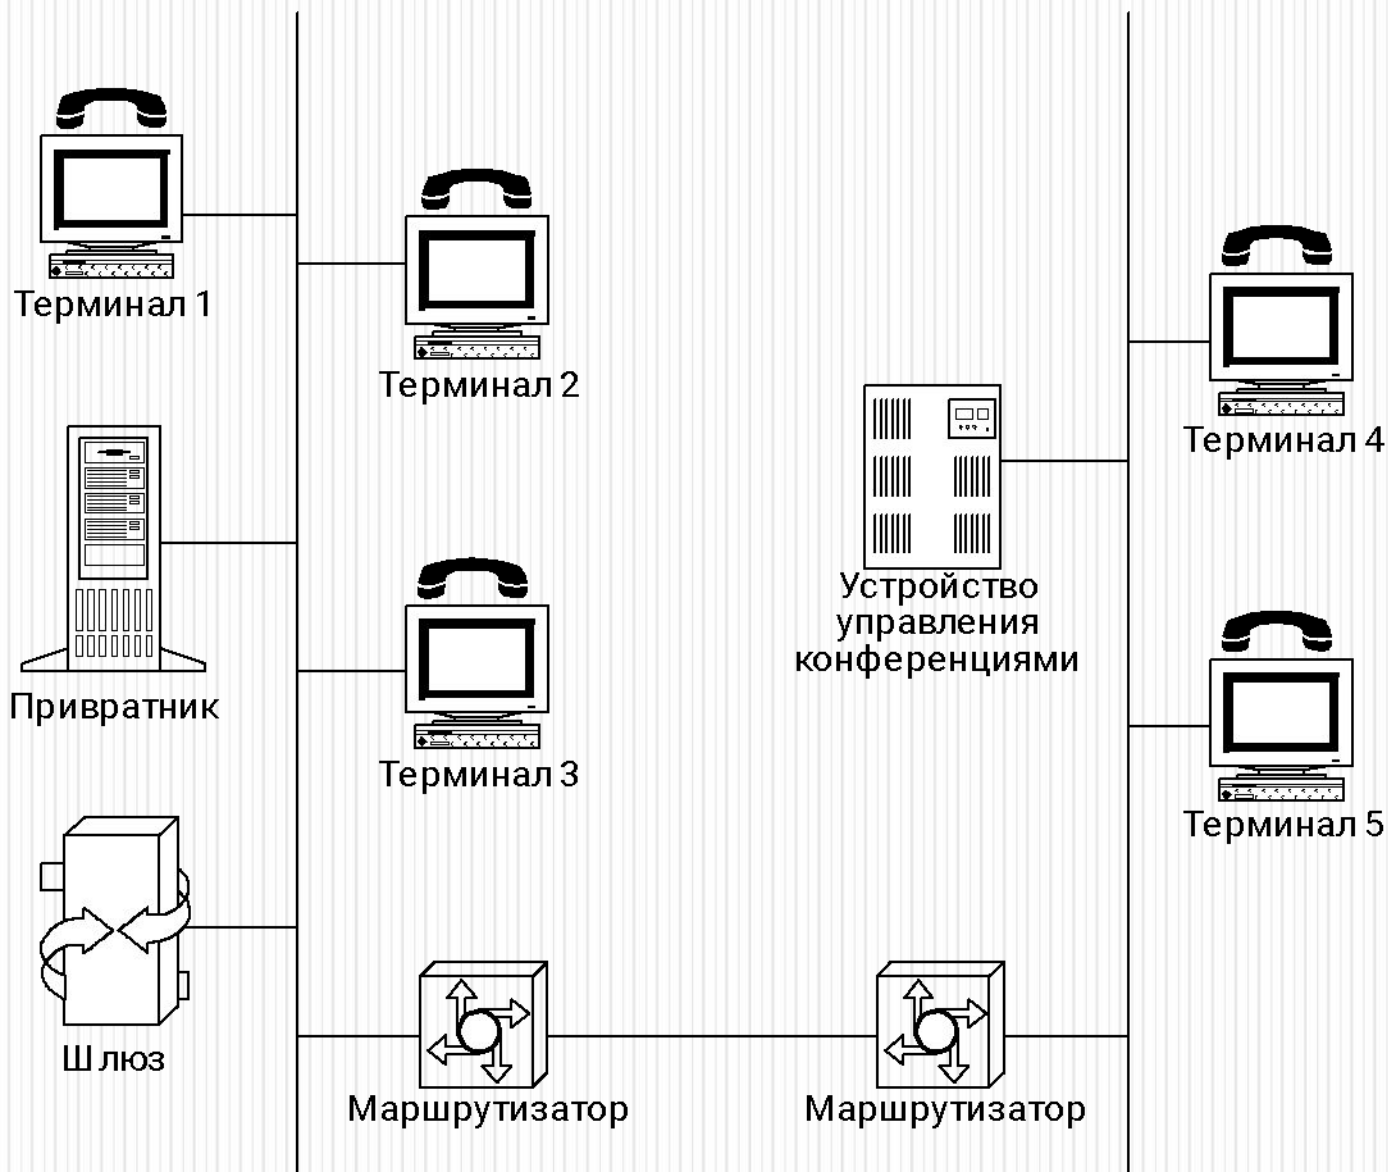 Терминал 1
Терминал 2
Терминал 4
Устройство
управления
конференциями
Привратник
Терминал 3
Терминал 5
Шлюз
Маршрутизатор
Маршрутизатор